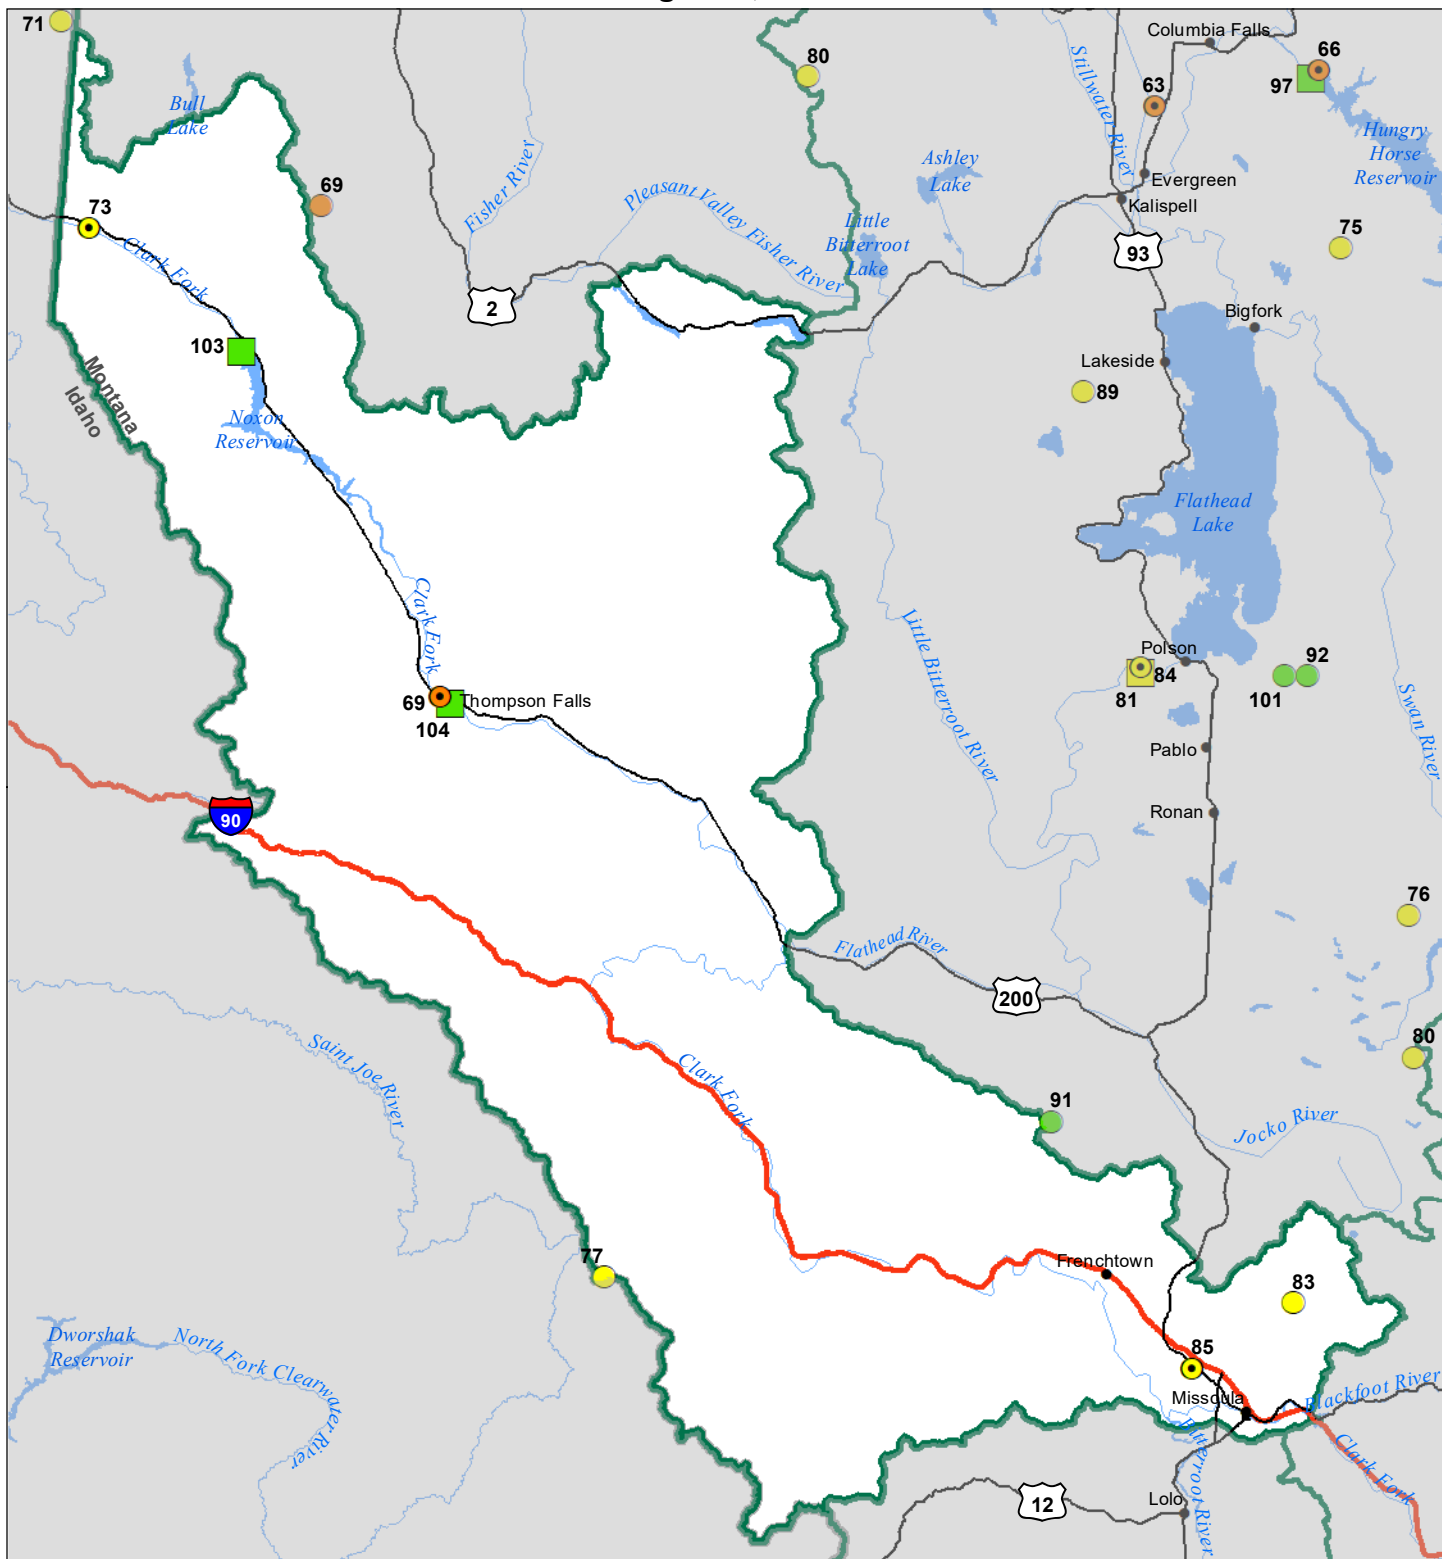 71
80
Columbia Falls
66
97
63
Stillwater River
Bull
Lake
Hungry
Horse
Reservoir
Ashley
Lake
Evergreen
Kalispell
69
73
Fisher River
Pleasant Valley Fisher River
Little
Bitterroot
Lake
93
75
Clark Fork
2
Bigfork
103
Lakeside
Montana
Idaho
89
Noxon
Reservoir
Flathead
Lake
Clark Fork
Little Bitterroot River
Polson
84
81
92
101
Swan River
69
Thompson Falls
104
Pablo
90
Ronan
76
Flathead River
200
Saint Joe River
Clark Fork
80
91
Jocko River
77
Frenchtown
83
Dworshak
Reservoir
North Fork Clearwater River
85
Missoula
Blackfoot River
Bitterroot River
Clark Fork
12
Lolo